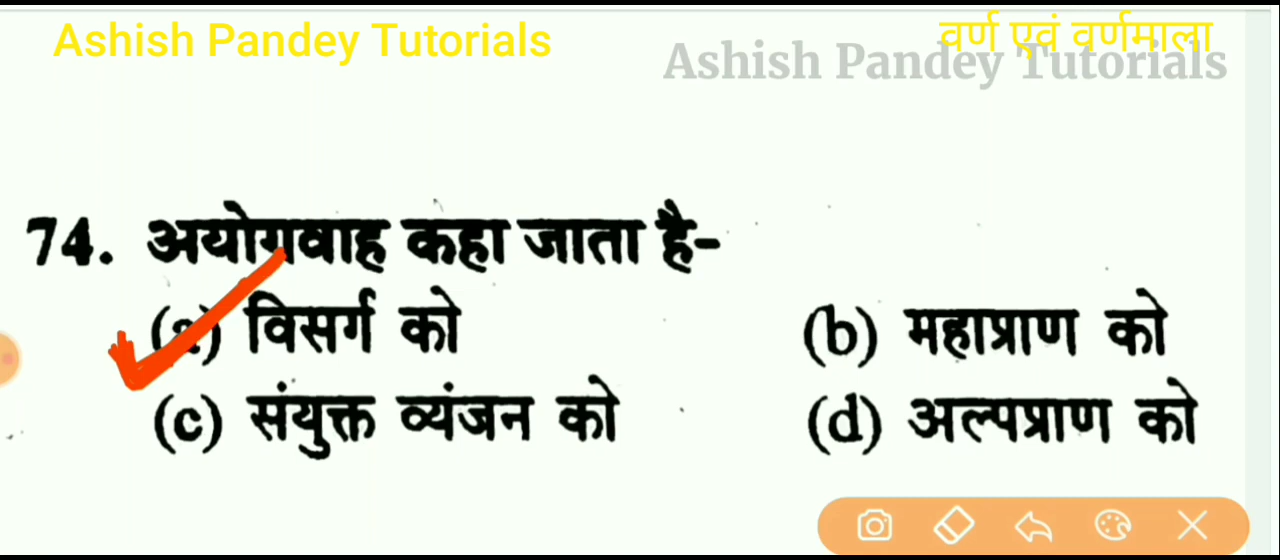 Ashish Pandey Tutorials
वर्ण एवं वर्णमाला
Ashish Pandey Tutorials
74. अयोगवाह कहा जाता है-
(a) विसर्ग को (b) महाप्राण को
(c) संयुक्त व्यंजन को (d) अल्पप्राण को